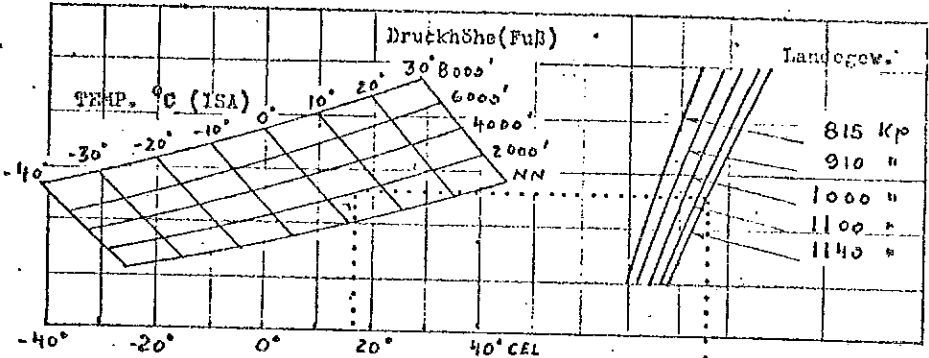 Druckhöhe(Fuß)
Landegew.
TEMP. °C (ISA)
-40° -30° -20° -10° 0° 10° 20° 30° 8000'
6000'
4000'
2000'
NN
815 Kp
910 "
1000 "
1100 "
1140 "
-40° -20° 0° 20° 40° CEL